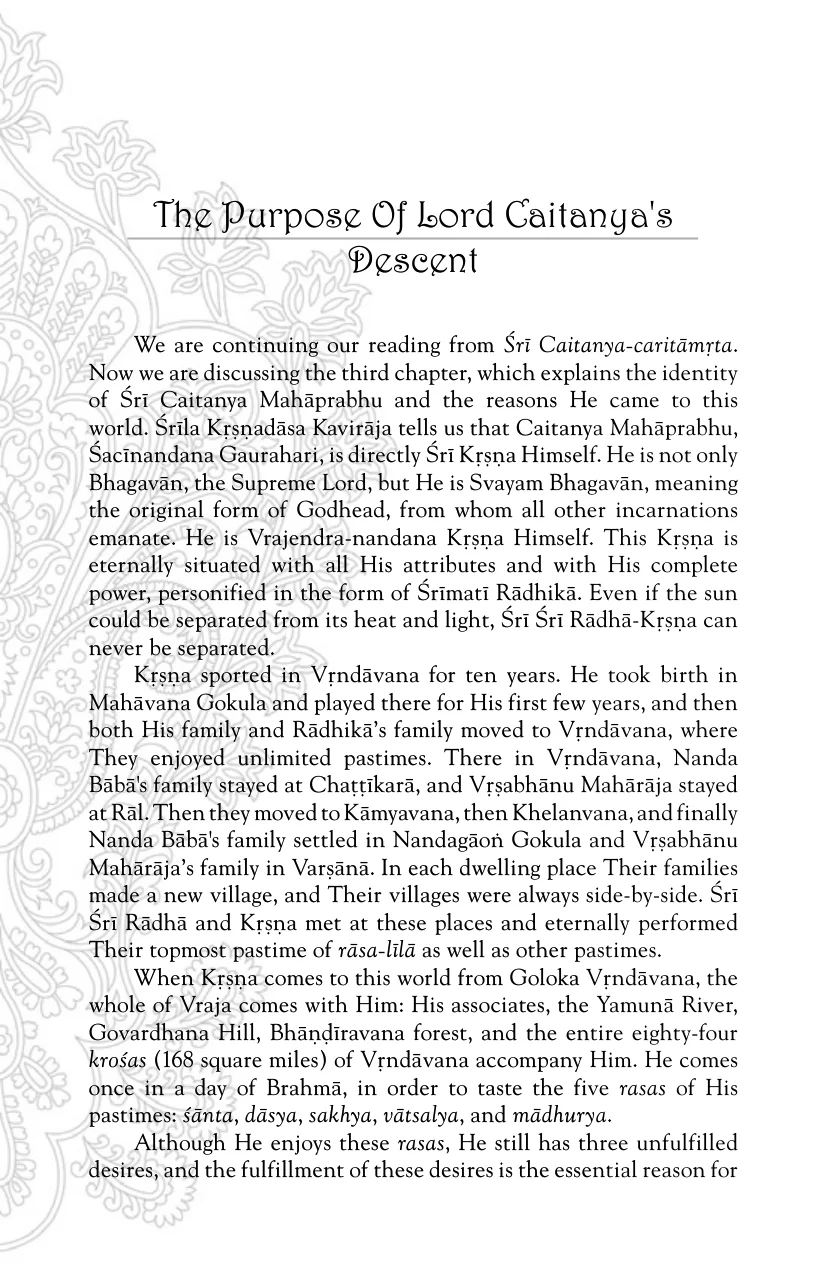 The Purpose Of Lord Caitanya's
Descent
We are continuing our reading from Śrī Caitanya-caritāmṛta.
Now we are discussing the third chapter, which explains the identity
of Śrī Caitanya Mahāprabhu and the reasons He came to this
world. Śrīla Kṛṣṇadāsa Kavirāja tells us that Caitanya Mahāprabhu,
Śacīnandana Gaurahari, is directly Śrī Kṛṣṇa Himself. He is not only
Bhagavān, the Supreme Lord, but He is Svayam Bhagavān, meaning
the original form of Godhead, from whom all other incarnations
emanate. He is Vrajendra-nandana Kṛṣṇa Himself. This Kṛṣṇa is
eternally situated with all His attributes and with His complete
power, personified in the form of Śrīmatī Rādhikā. Even if the sun
could be separated from its heat and light, Śrī Śrī Rādhā-Kṛṣṇa can
never be separated.
Kṛṣṇa sported in Vṛndāvana for ten years. He took birth in
Mahāvana Gokula and played there for His first few years, and then
both His family and Rādhikā’s family moved to Vṛndāvana, where
They enjoyed unlimited pastimes. There in Vṛndāvana, Nanda
Bābā's family stayed at Chaṭṭīkarā, and Vṛṣabhānu Mahārāja stayed
at Rāl. Then they moved to Kāmyavana, then Khelanvana, and finally
Nanda Bābā's family settled in Nandagāoṅ Gokula and Vṛṣabhānu
Mahārāja’s family in Varṣānā. In each dwelling place Their families
made a new village, and Their villages were always side-by-side. Śrī
Śrī Rādhā and Kṛṣṇa met at these places and eternally performed
Their topmost pastime of rāsa-līlā as well as other pastimes.
When Kṛṣṇa comes to this world from Goloka Vṛndāvana, the
whole of Vraja comes with Him: His associates, the Yamunā River,
Govardhana Hill, Bhāṇḍīravana forest, and the entire eighty-four
krośas (168 square miles) of Vṛndāvana accompany Him. He comes
once in a day of Brahmā, in order to taste the five rasas of His
pastimes: śānta, dāsya, sakhya, vātsalya, and mādhurya.
Although He enjoys these rasas, He still has three unfulfilled
desires, and the fulfillment of these desires is the essential reason for